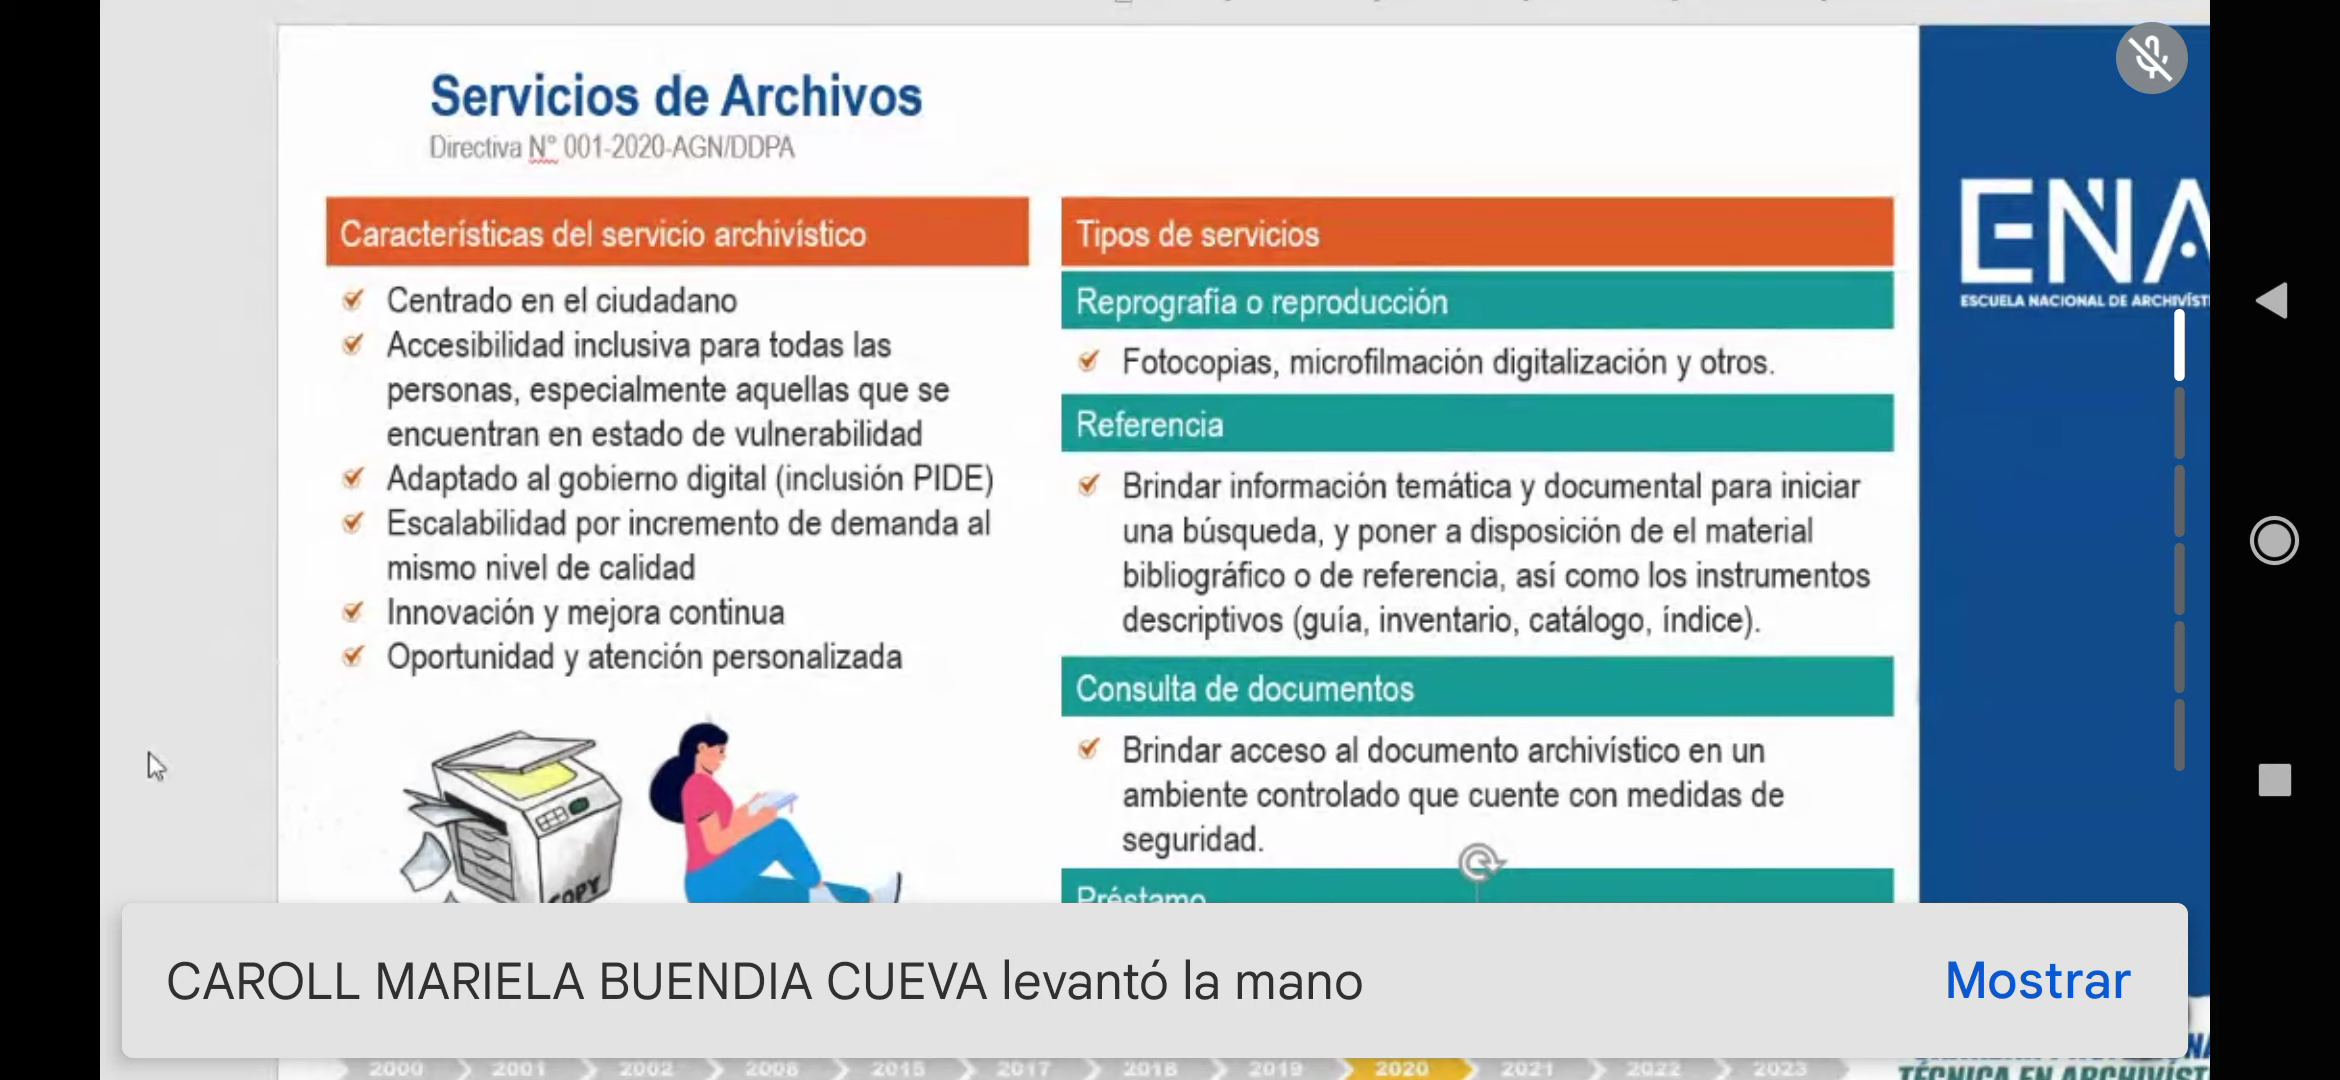 Servicios de Archivos
Directiva N° 001-2020-AGN/DDPA
Características del servicio archivístico
Centrado en el ciudadano
Accesibilidad inclusiva para todas las
personas, especialmente aquellas que se
encuentran en estado de vulnerabilidad
Adaptado al gobierno digital (inclusión PIDE)
Escalabilidad por incremento de demanda al
mismo nivel de calidad
Innovación y mejora continua
Oportunidad y atención personalizada
COPY
Tipos de servicios
Reprografía o reproducción
Fotocopias, microfilmación digitalización y otros.
Referencia
Brindar información temática y documental para iniciar
una búsqueda, y poner a disposición de el material
bibliográfico o de referencia, así como los instrumentos
descriptivos (guía, inventario, catálogo, índice).
Consulta de documentos
Brindar acceso al documento archivístico en un
ambiente controlado que cuente con medidas de
seguridad.
Préstamo
ENA
ESCUELA NACIONAL DE ARCHIVÍST
CAROLL MARIELA BUENDIA CUEVA levantó la mano
Mostrar
2000 2001 2002 2008 2015 2017 2018 2019 2020 2021 2022 2023
TÉCNICA EN ARCHIVÍST